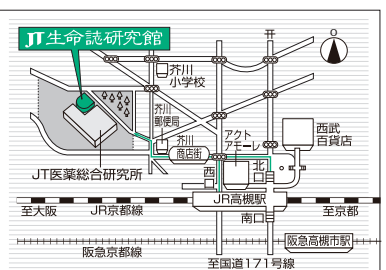 JT生命誌研究館
芥川
小学校
芥川
郵便局
芥川
商店街
アクト
アモーレ
西武
百貨店
JT医薬総合研究所
西
口
北
口
JR高槻駅
至大阪
JR京都線
至京都
南口
阪急高槻市駅
阪急京都線
至国道171号線